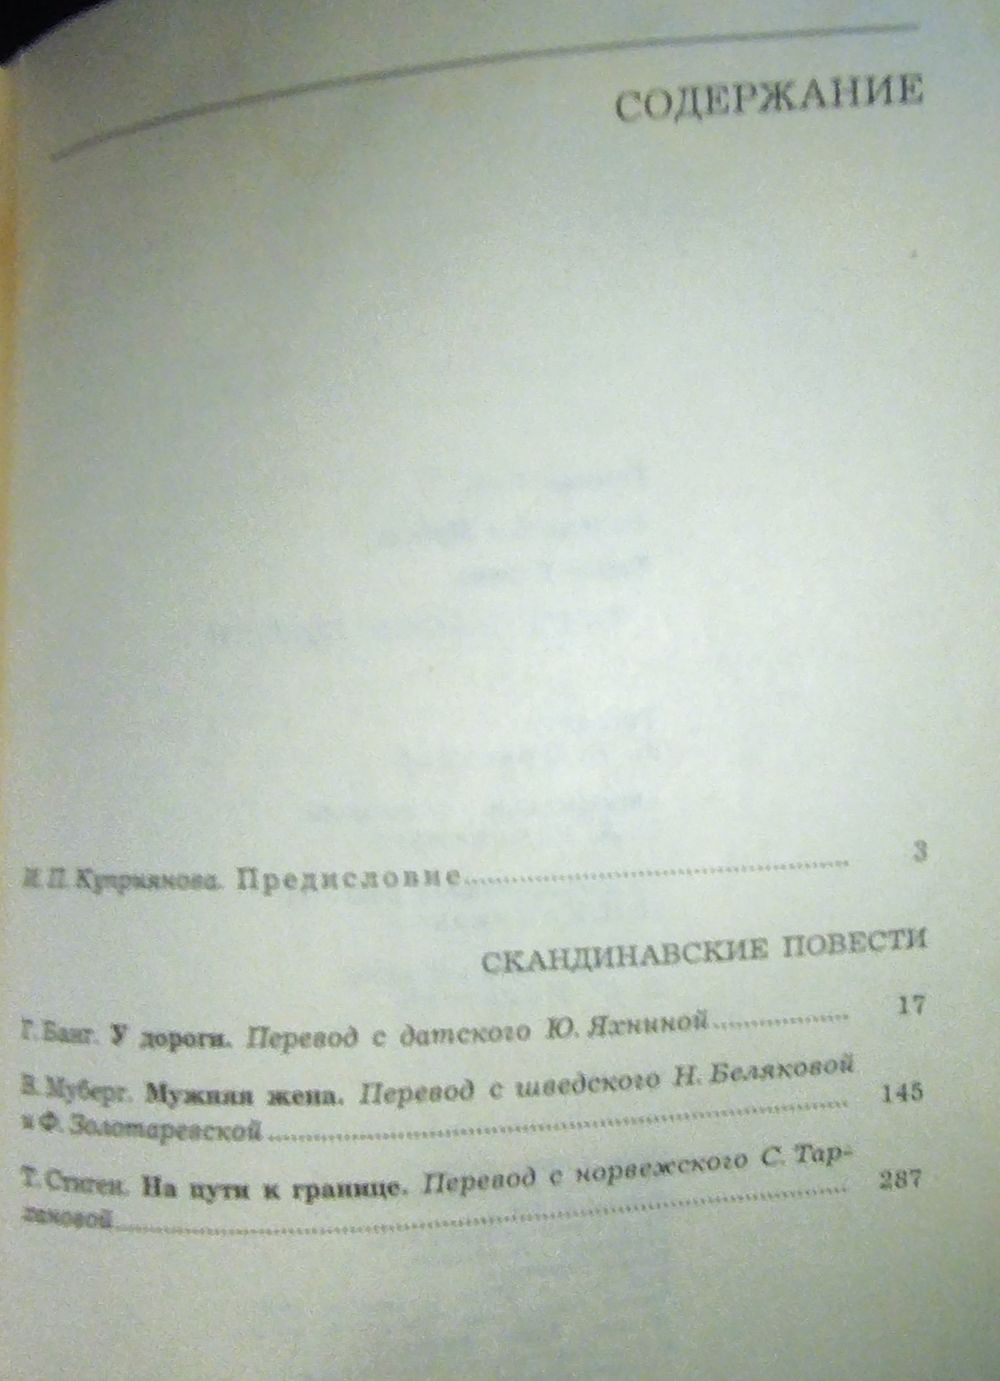 СОДЕРЖАНИЕ
И. П. Куприянова. Предисловие 3
СКАНДИНАВСКИЕ ПОВЕСТИ
Г. Банг. У дороги. Перевод с датского Ю. Яхниной 17
В. Муберг. Мужняя жена. Перевод с шведского Н. Беляковой
и Ф. Золотаревской 145
Т. Стиген. На пути к границе. Перевод с норвежского С. Тар-
хановой 287